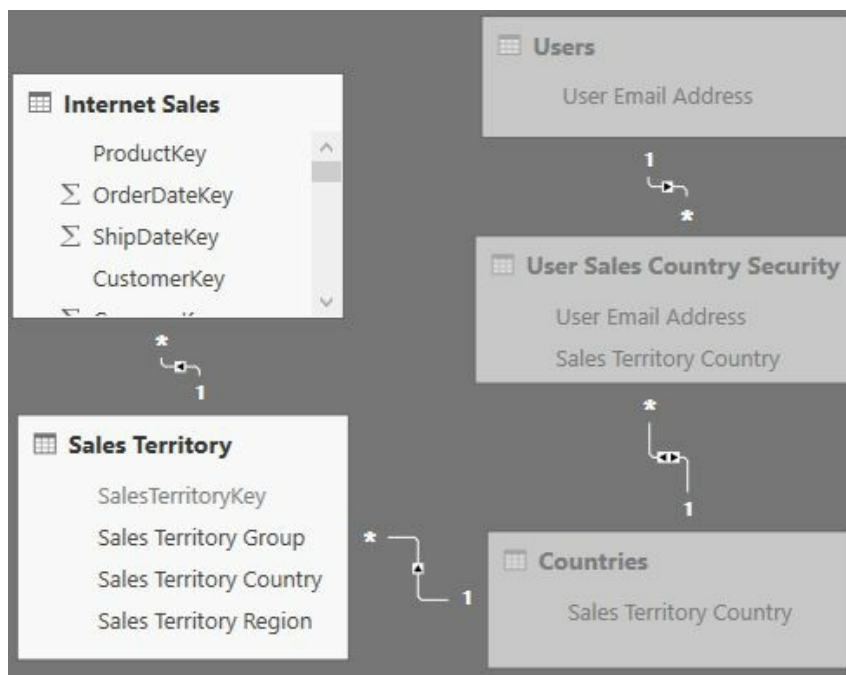 Users
User Email Address
Internet Sales
ProductKey
Σ OrderDateKey
Σ ShipDateKey
CustomerKey
1
*
User Sales Country Security
User Email Address
Sales Territory Country
*
1
*
1
Sales Territory
SalesTerritoryKey
Sales Territory Group
Sales Territory Country
Sales Territory Region
*
1
Countries
Sales Territory Country